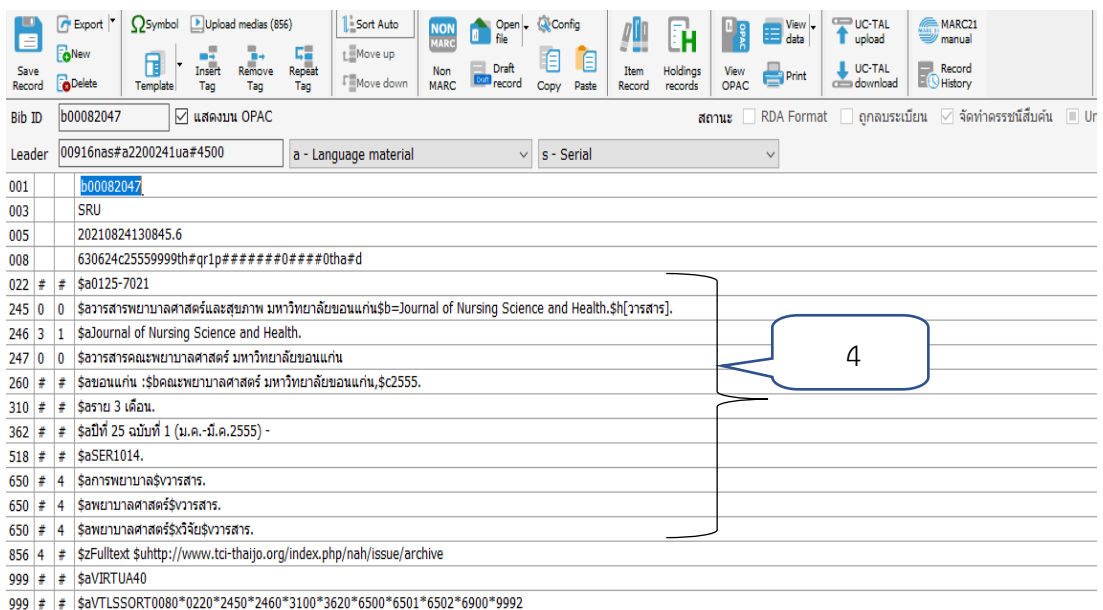 Export Symbol Upload medias (856) Sort Auto Open file Config View data UC-TAL upload MARC21 manual
New Move up
Save Record Delete Template Insert Tag Remove Tag Repeat Tag Move down NON MARC Non MARC Draft record Copy Paste Item Record Holdings records OPAC View OPAC Print UC-TAL download Record History
Bib ID b00082047 แสดงบน OPAC สถานะ RDA Format ถูกลบระเบียน จัดทำดรรชนีสืบค้น Un
Leader 00916nas#a2200241ua#4500 a - Language material s - Serial
001 b00082047
003 SRU
005 20210824130845.6
008 630624c25559999th#qr1p#######0####0tha#d
022 # # $a0125-7021
245 0 0 $aวารสารพยาบาลศาสตร์และสุขภาพ มหาวิทยาลัยขอนแก่น$b=Journal of Nursing Science and Health.$h[วารสาร].
246 3 1 $aJournal of Nursing Science and Health.
247 0 0 $aวารสารคณะพยาบาลศาสตร์ มหาวิทยาลัยขอนแก่น
4
260 # # $aขอนแก่น :$bคณะพยาบาลศาสตร์ มหาวิทยาลัยขอนแก่น,$c2555.
310 # # $aราย 3 เดือน.
362 # # $aปีที่ 25 ฉบับที่ 1 (ม.ค.-มี.ค.2555) -
518 # # $aSER1014.
650 # 4 $aการพยาบาล$vวารสาร.
650 # 4 $aพยาบาลศาสตร์$vวารสาร.
650 # 4 $aพยาบาลศาสตร์$xวิจัย$vวารสาร.
856 4 # $zFulltext $uhttp://www.tci-thaijo.org/index.php/nah/issue/archive
999 # # $aVIRTUA40
999 # # $aVTLSSORT0080*0220*2450*2460*3100*3620*6500*6501*6502*6900*9992